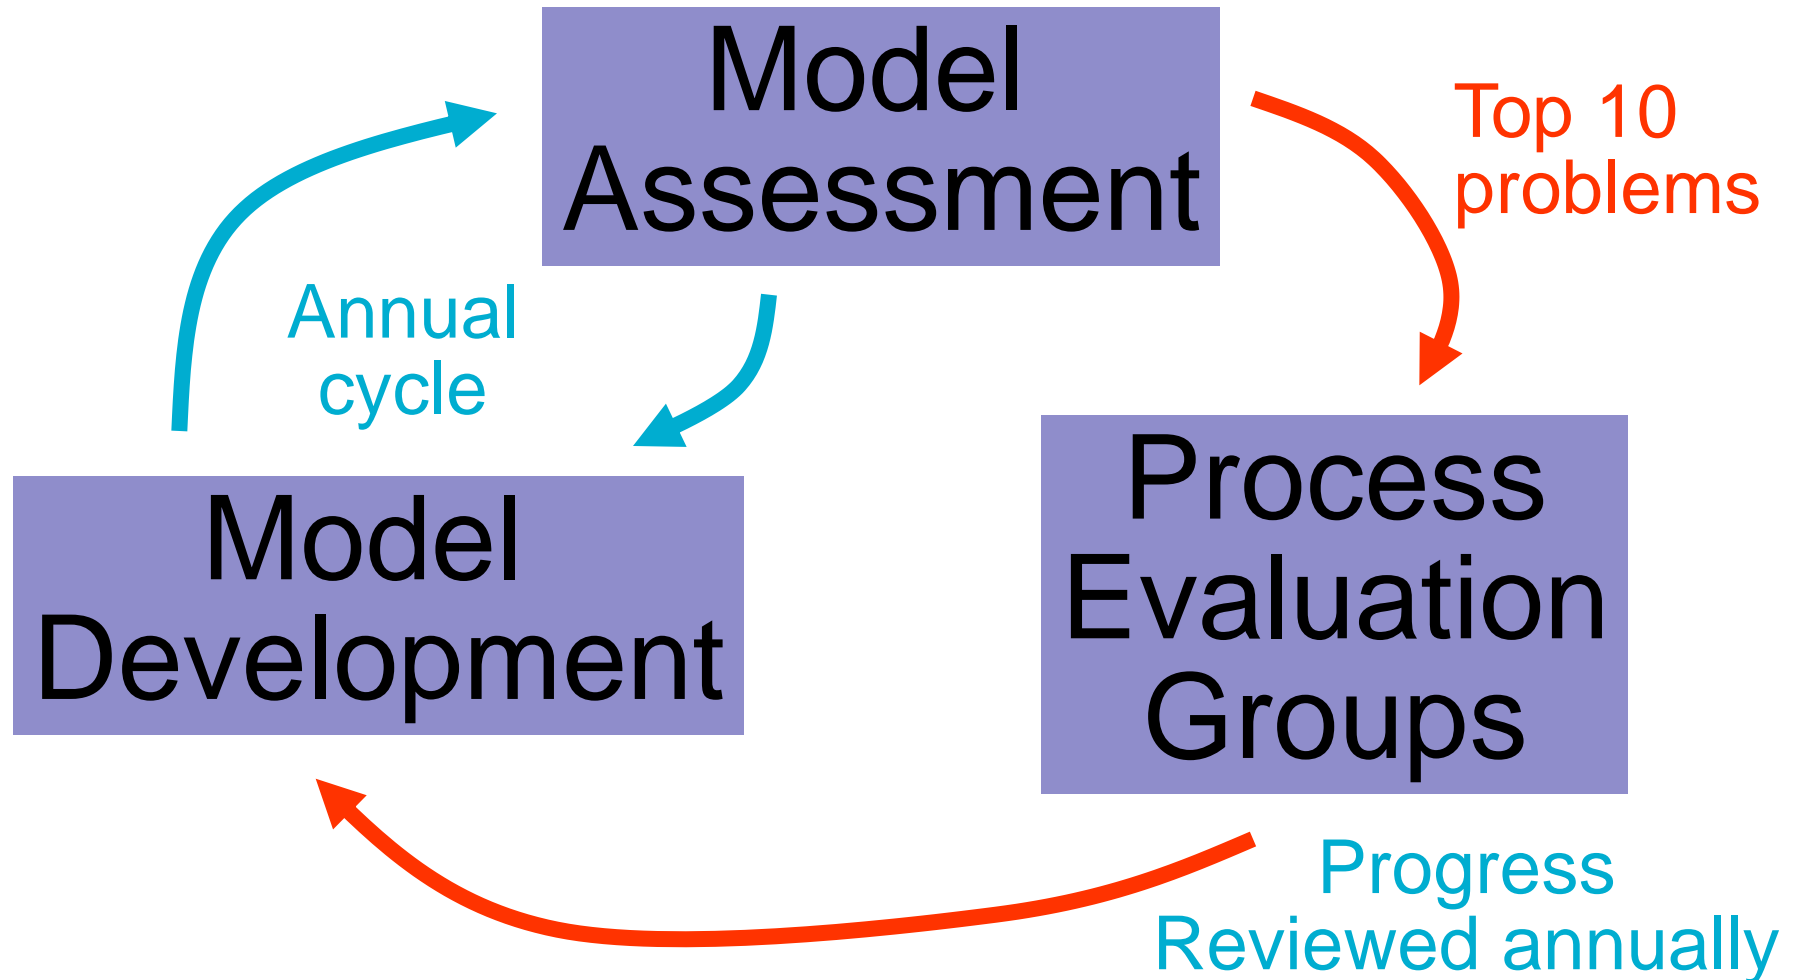 Model
Assessment
Top 10
problems
Annual
cycle
Model
Development
Process
Evaluation
Groups
Progress
Reviewed annually